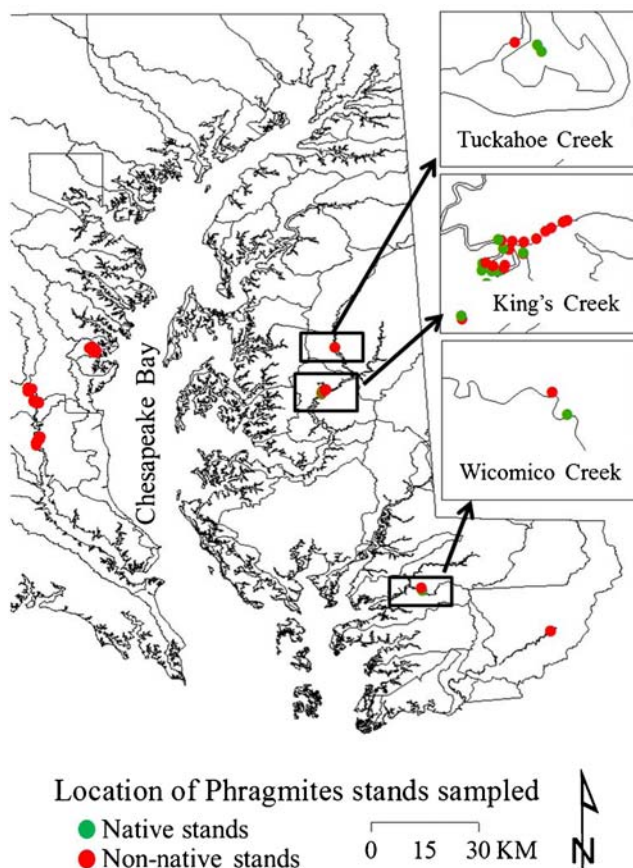 Tuckahoe Creek
King's Creek
Wicomico Creek
Chesapeake Bay
Location of Phragmites stands sampled
Native stands
Non-native stands
0 15 30 KM
N